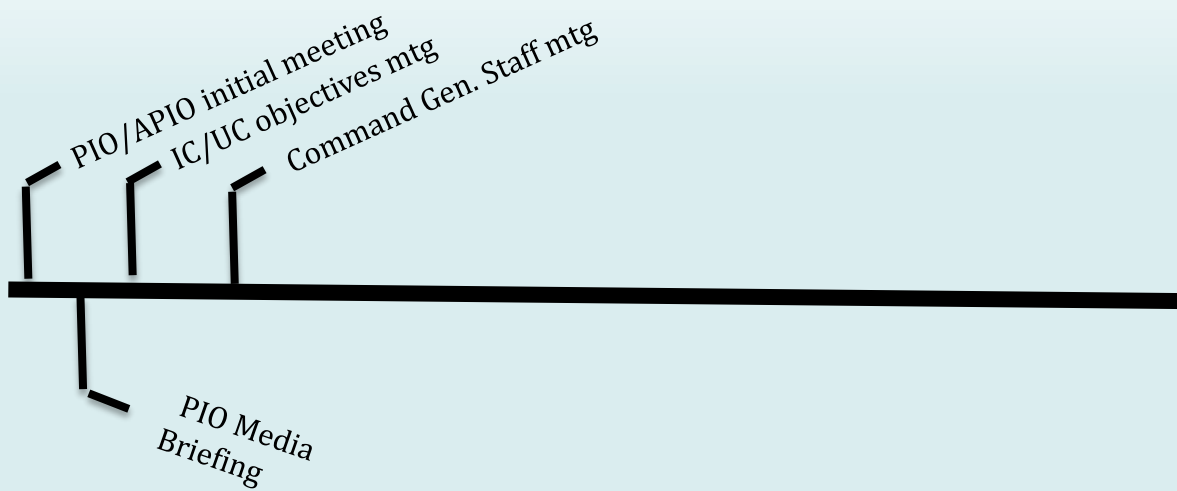 PIO/APIO initial meeting
IC/UC objectives mtg
Command Gen. Staff mtg
PIO Media
Briefing